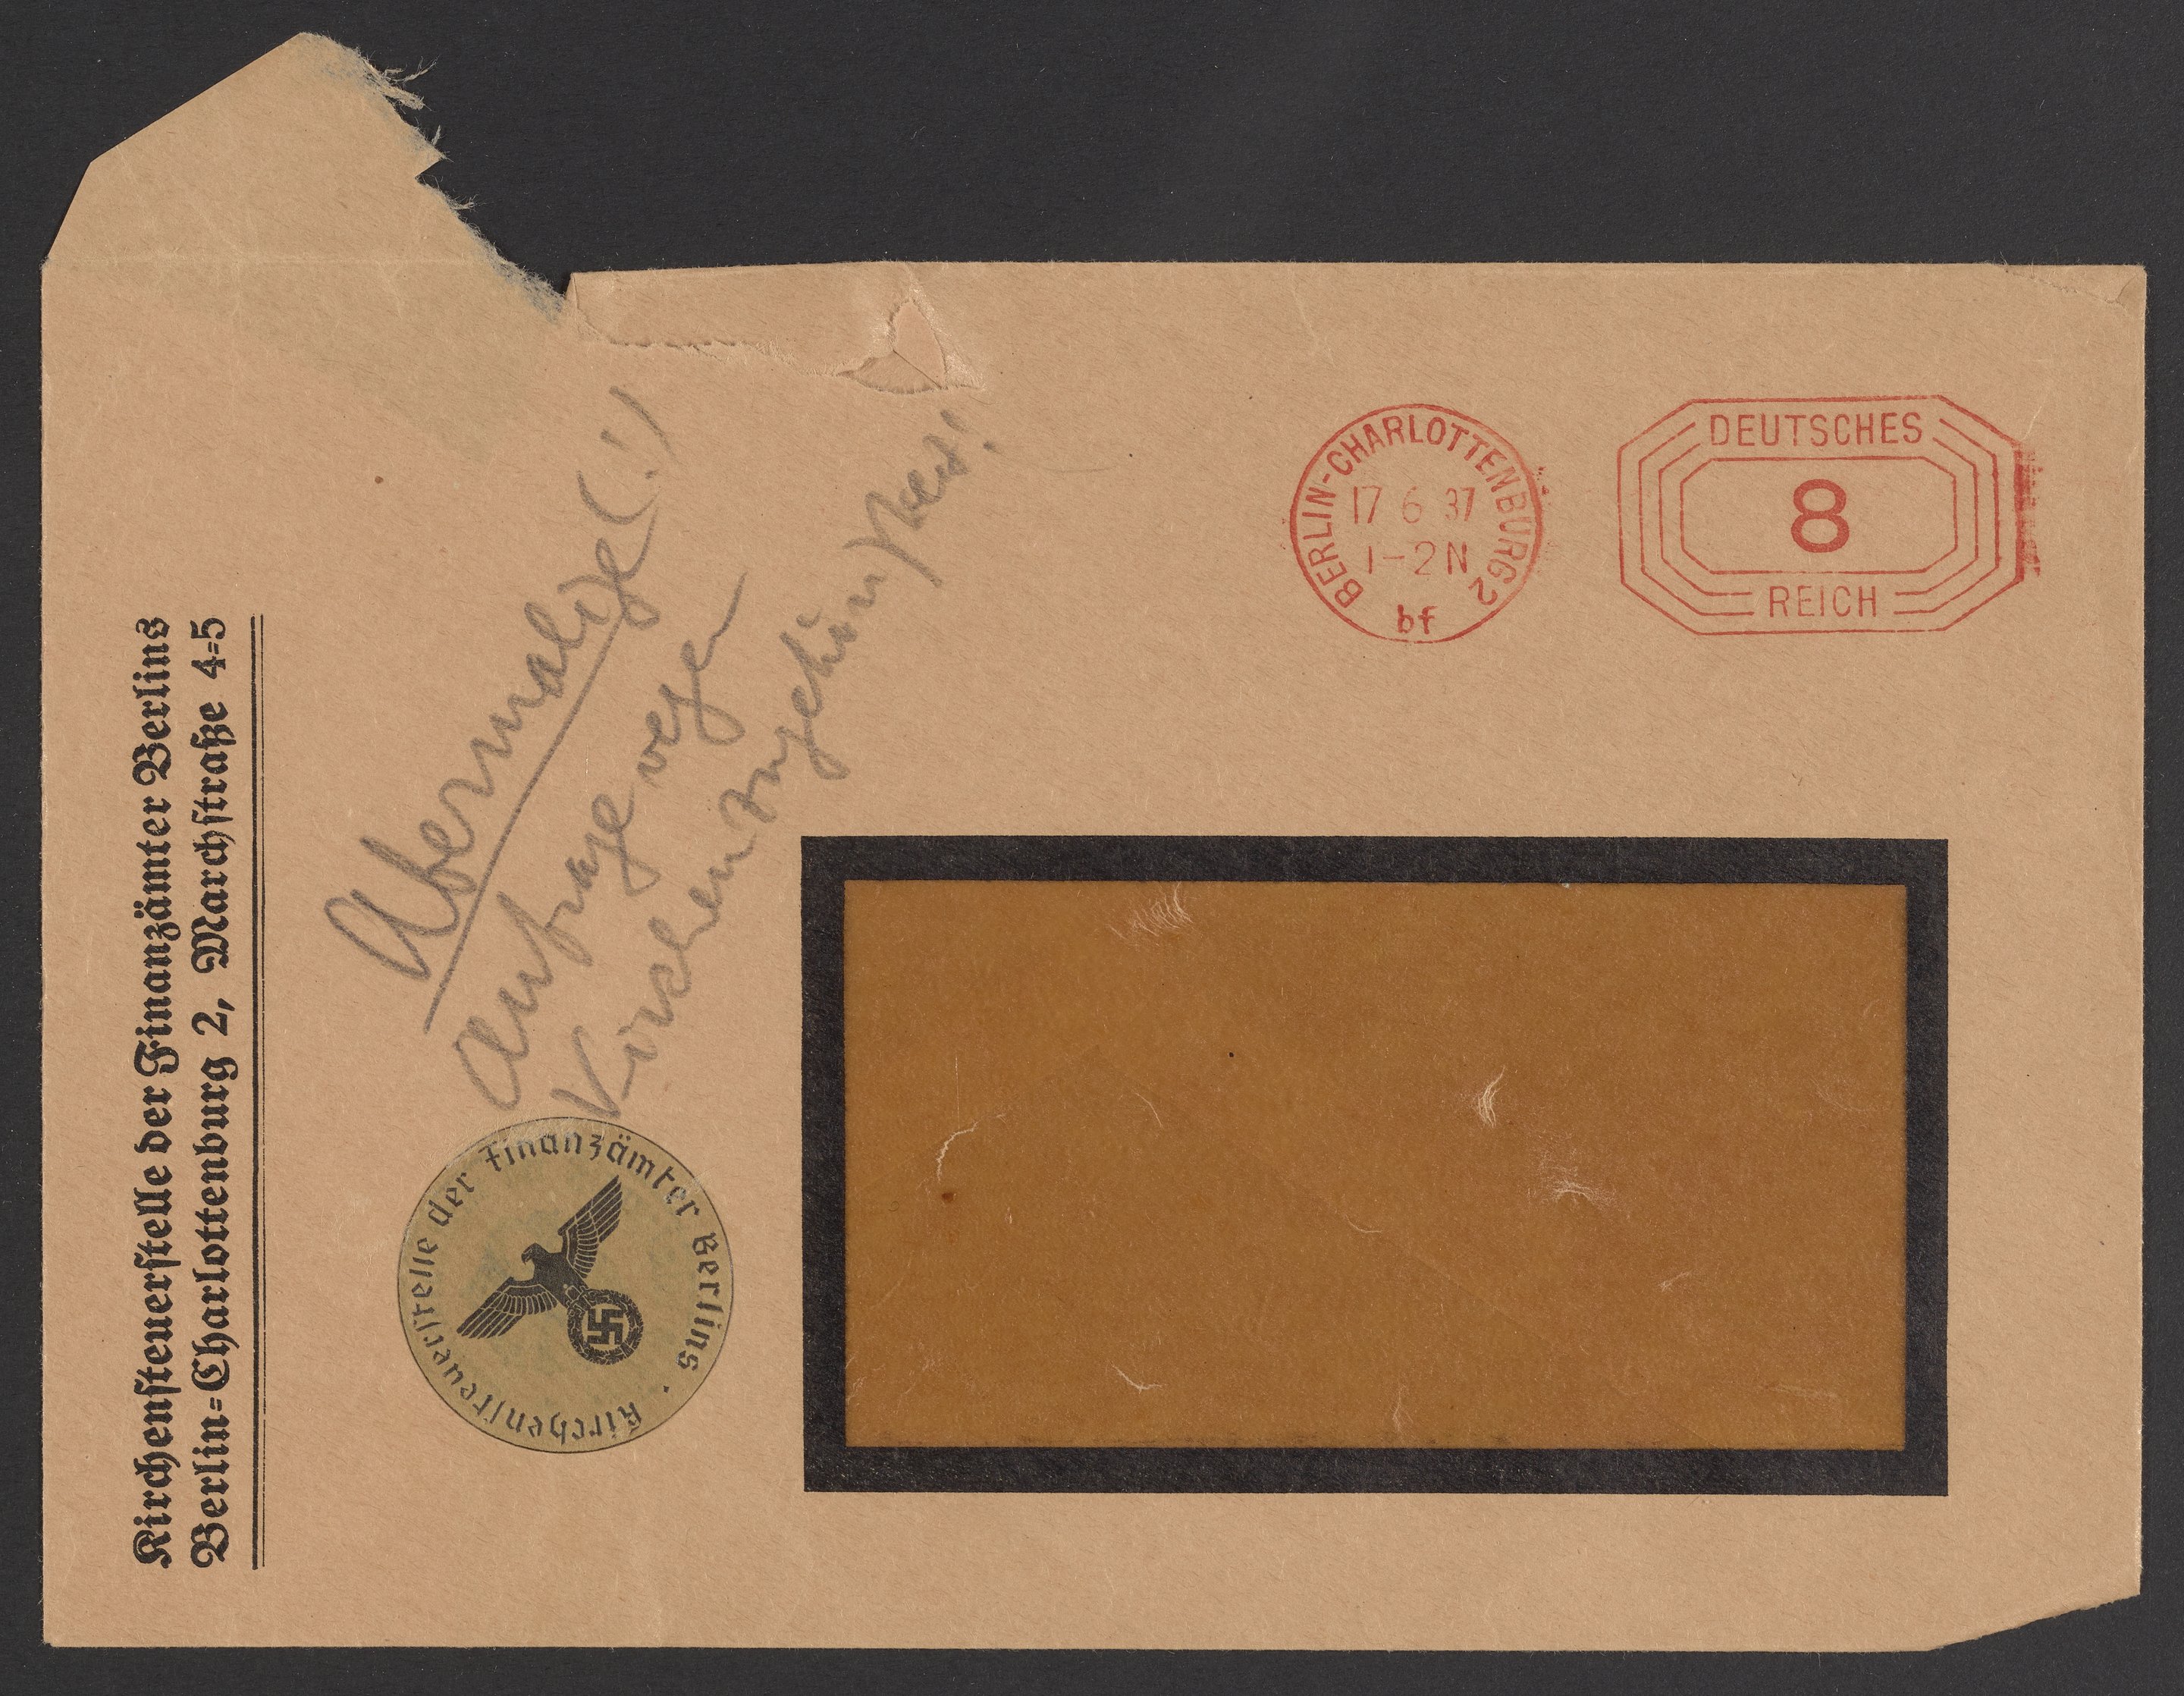 Kirchensteuerstelle der Finanzämter Berlins
Berlin=Charlottenburg 2, Marchstraße 4=5
Abermalige (!)
Anfrage wegen
Kirchenzugehörigkeit!
BERLIN-CHARLOTTENBURG 2
17 6 37
1-2 N
bf
DEUTSCHES
8
REICH
Kirchensteuerstelle der Finanzämter Berlins ·